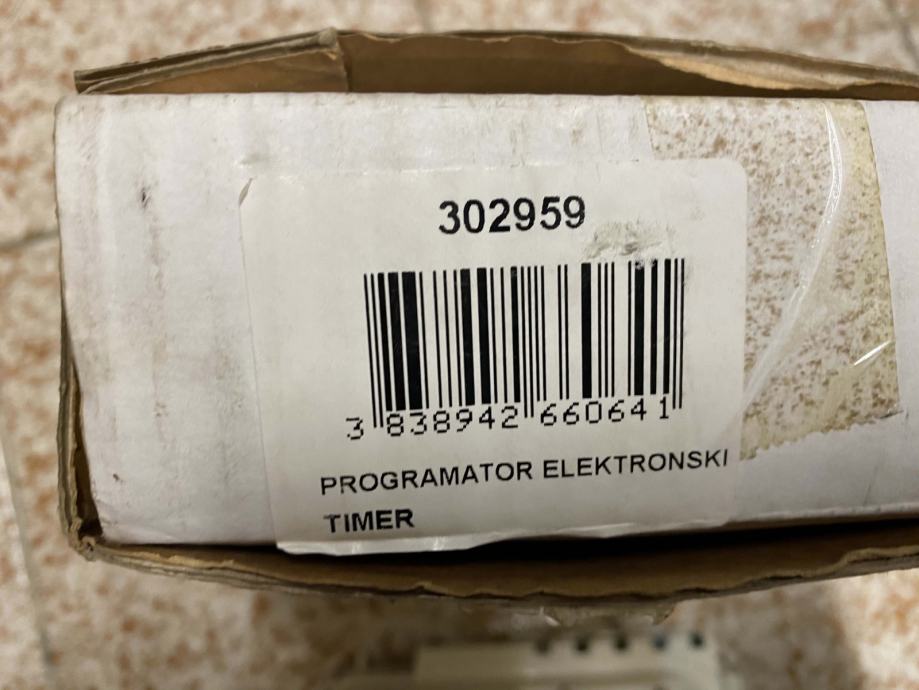 302959
3 838942 660641
PROGRAMATOR ELEKTRONSKI
TIMER